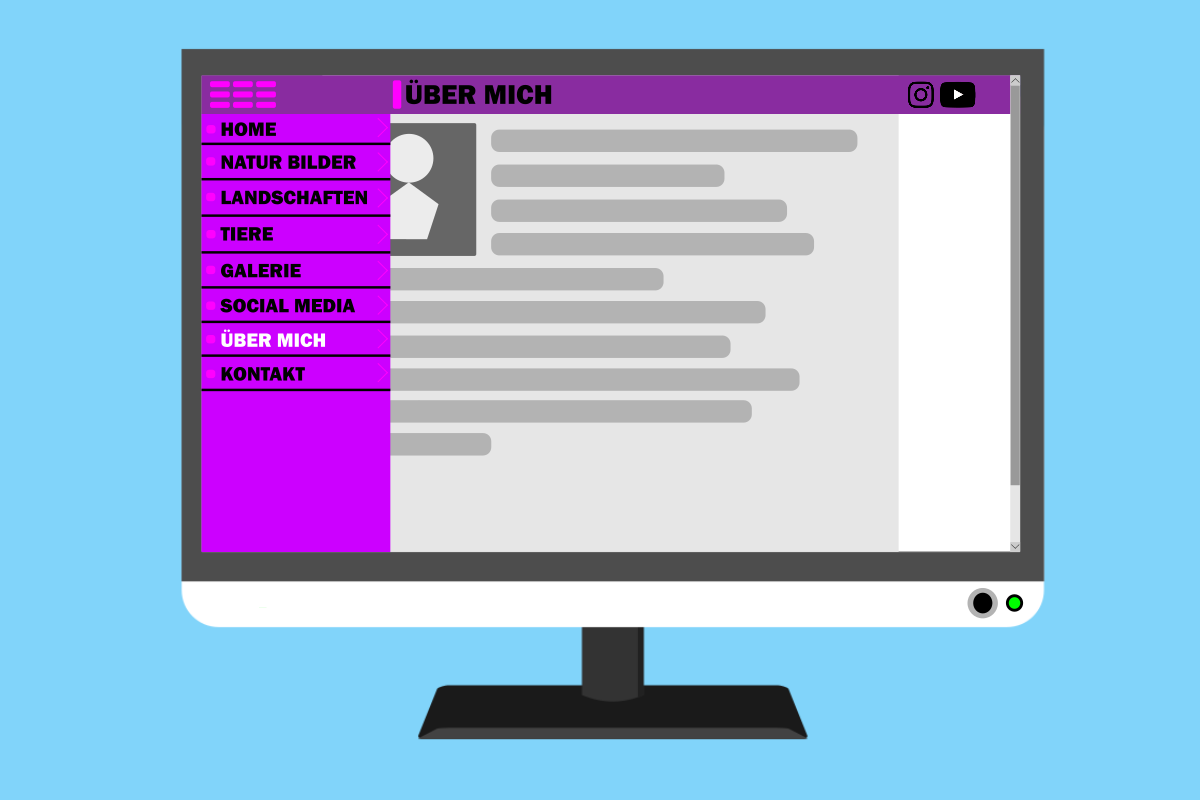 ÜBER MICH
HOME
NATUR BILDER
LANDSCHAFTEN
TIERE
GALERIE
SOCIAL MEDIA
ÜBER MICH
KONTAKT